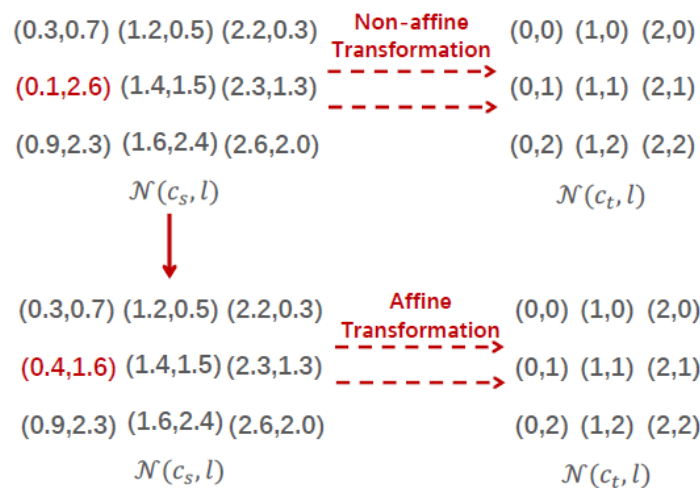 (0.3,0.7) (1.2,0.5) (2.2,0.3) Non-affine (0,0) (1,0) (2,0)
Transformation
(0.1,2.6) (1.4,1.5) (2.3,1.3) (0,1) (1,1) (2,1)
(0.9,2.3) (1.6,2.4) (2.6,2.0) (0,2) (1,2) (2,2)
𝒩(c_s, l) 𝒩(c_t, l)
(0.3,0.7) (1.2,0.5) (2.2,0.3) Affine (0,0) (1,0) (2,0)
Transformation
(0.4,1.6) (1.4,1.5) (2.3,1.3) (0,1) (1,1) (2,1)
(0.9,2.3) (1.6,2.4) (2.6,2.0) (0,2) (1,2) (2,2)
𝒩(c_s, l) 𝒩(c_t, l)